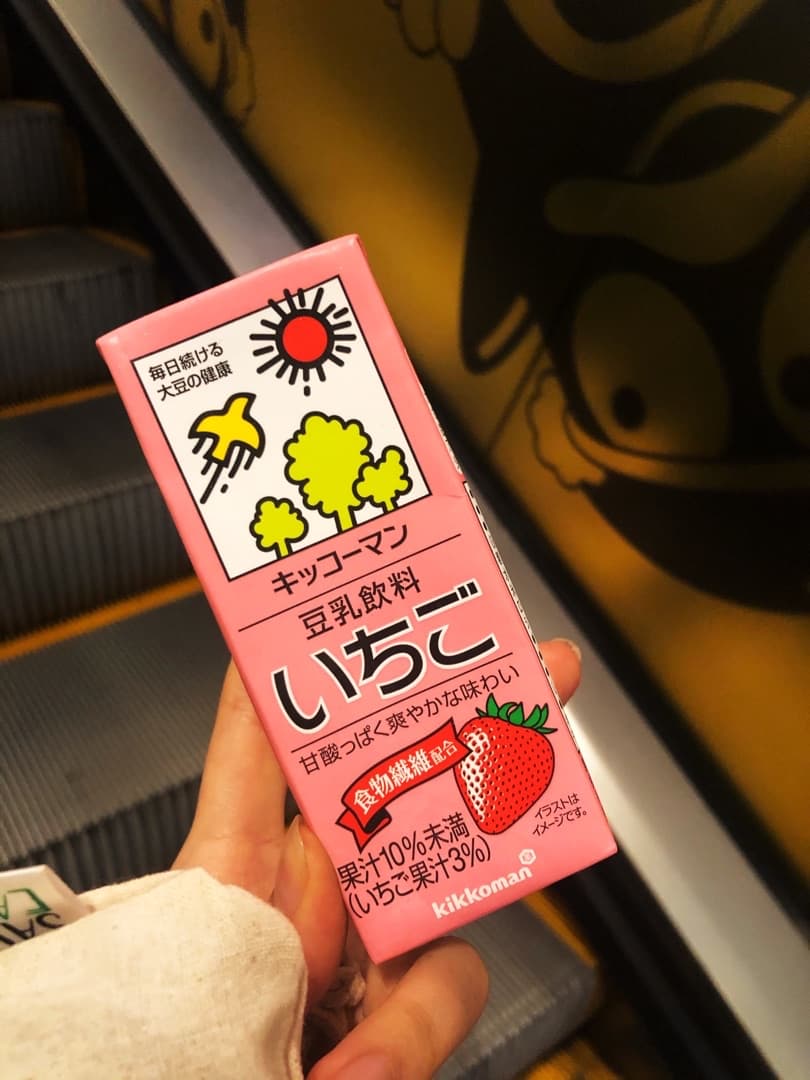 毎日続ける
大豆の健康
キッコーマン
豆乳飲料
いちご
甘酸っぱく爽やかな味わい
食物繊維配合
イラストは
イメージです。
果汁10%未満
(いちご果汁3%)
kikkoman